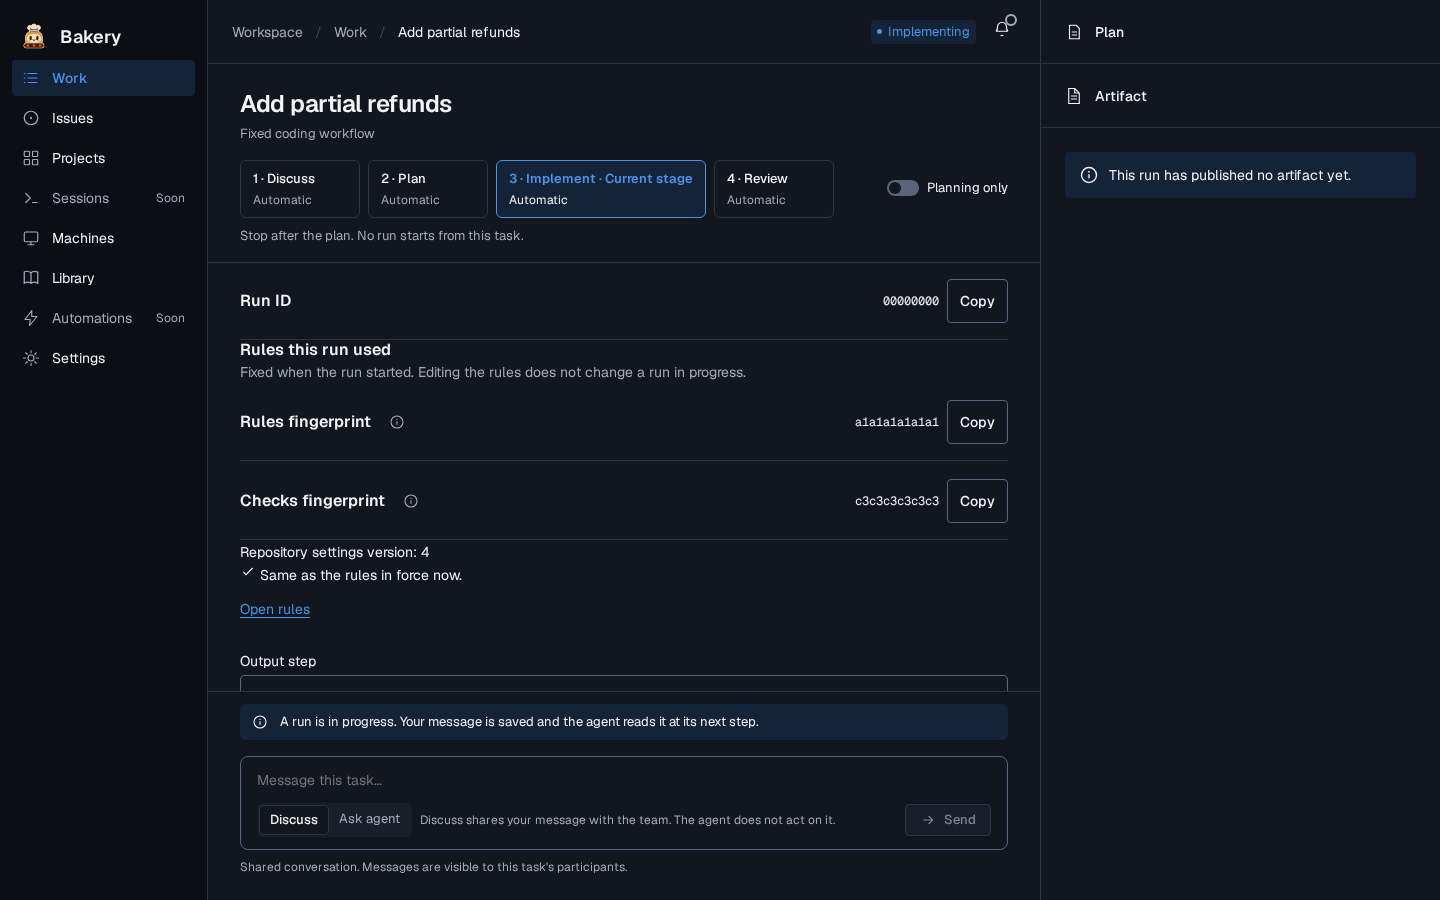 Bakery
Work
Issues
Projects
Sessions Soon
Machines
Library
Automations Soon
Settings
Workspace / Work / Add partial refunds
Implementing
Add partial refunds
Fixed coding workflow
1 · Discuss
Automatic
2 · Plan
Automatic
3 · Implement · Current stage
Automatic
4 · Review
Automatic
Planning only
Stop after the plan. No run starts from this task.
Run ID
00000000
Copy
Rules this run used
Fixed when the run started. Editing the rules does not change a run in progress.
Rules fingerprint
a1a1a1a1a1a1
Copy
Checks fingerprint
c3c3c3c3c3c3
Copy
Repository settings version: 4
Same as the rules in force now.
Open rules
Output step
A run is in progress. Your message is saved and the agent reads it at its next step.
Message this task...
Discuss
Ask agent
Discuss shares your message with the team. The agent does not act on it.
Send
Shared conversation. Messages are visible to this task's participants.
Plan
Artifact
This run has published no artifact yet.